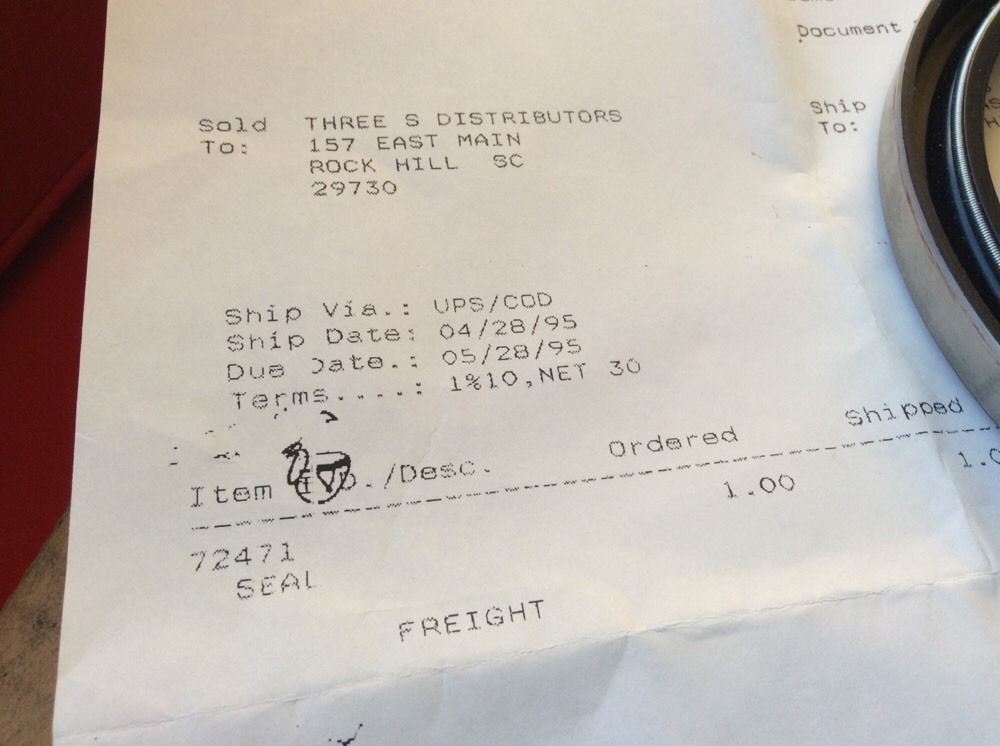 Document
Sold THREE S DISTRIBUTORS
To: 157 EAST MAIN
ROCK HILL SC
29730
Ship
To:
Ship Via.: UPS/COD
Ship Date: 04/28/95
Due Date.: 05/28/95
Terms....: 1%10,NET 30
Item /Desc. Ordered Shipped
1.00
72471
SEAL
FREIGHT